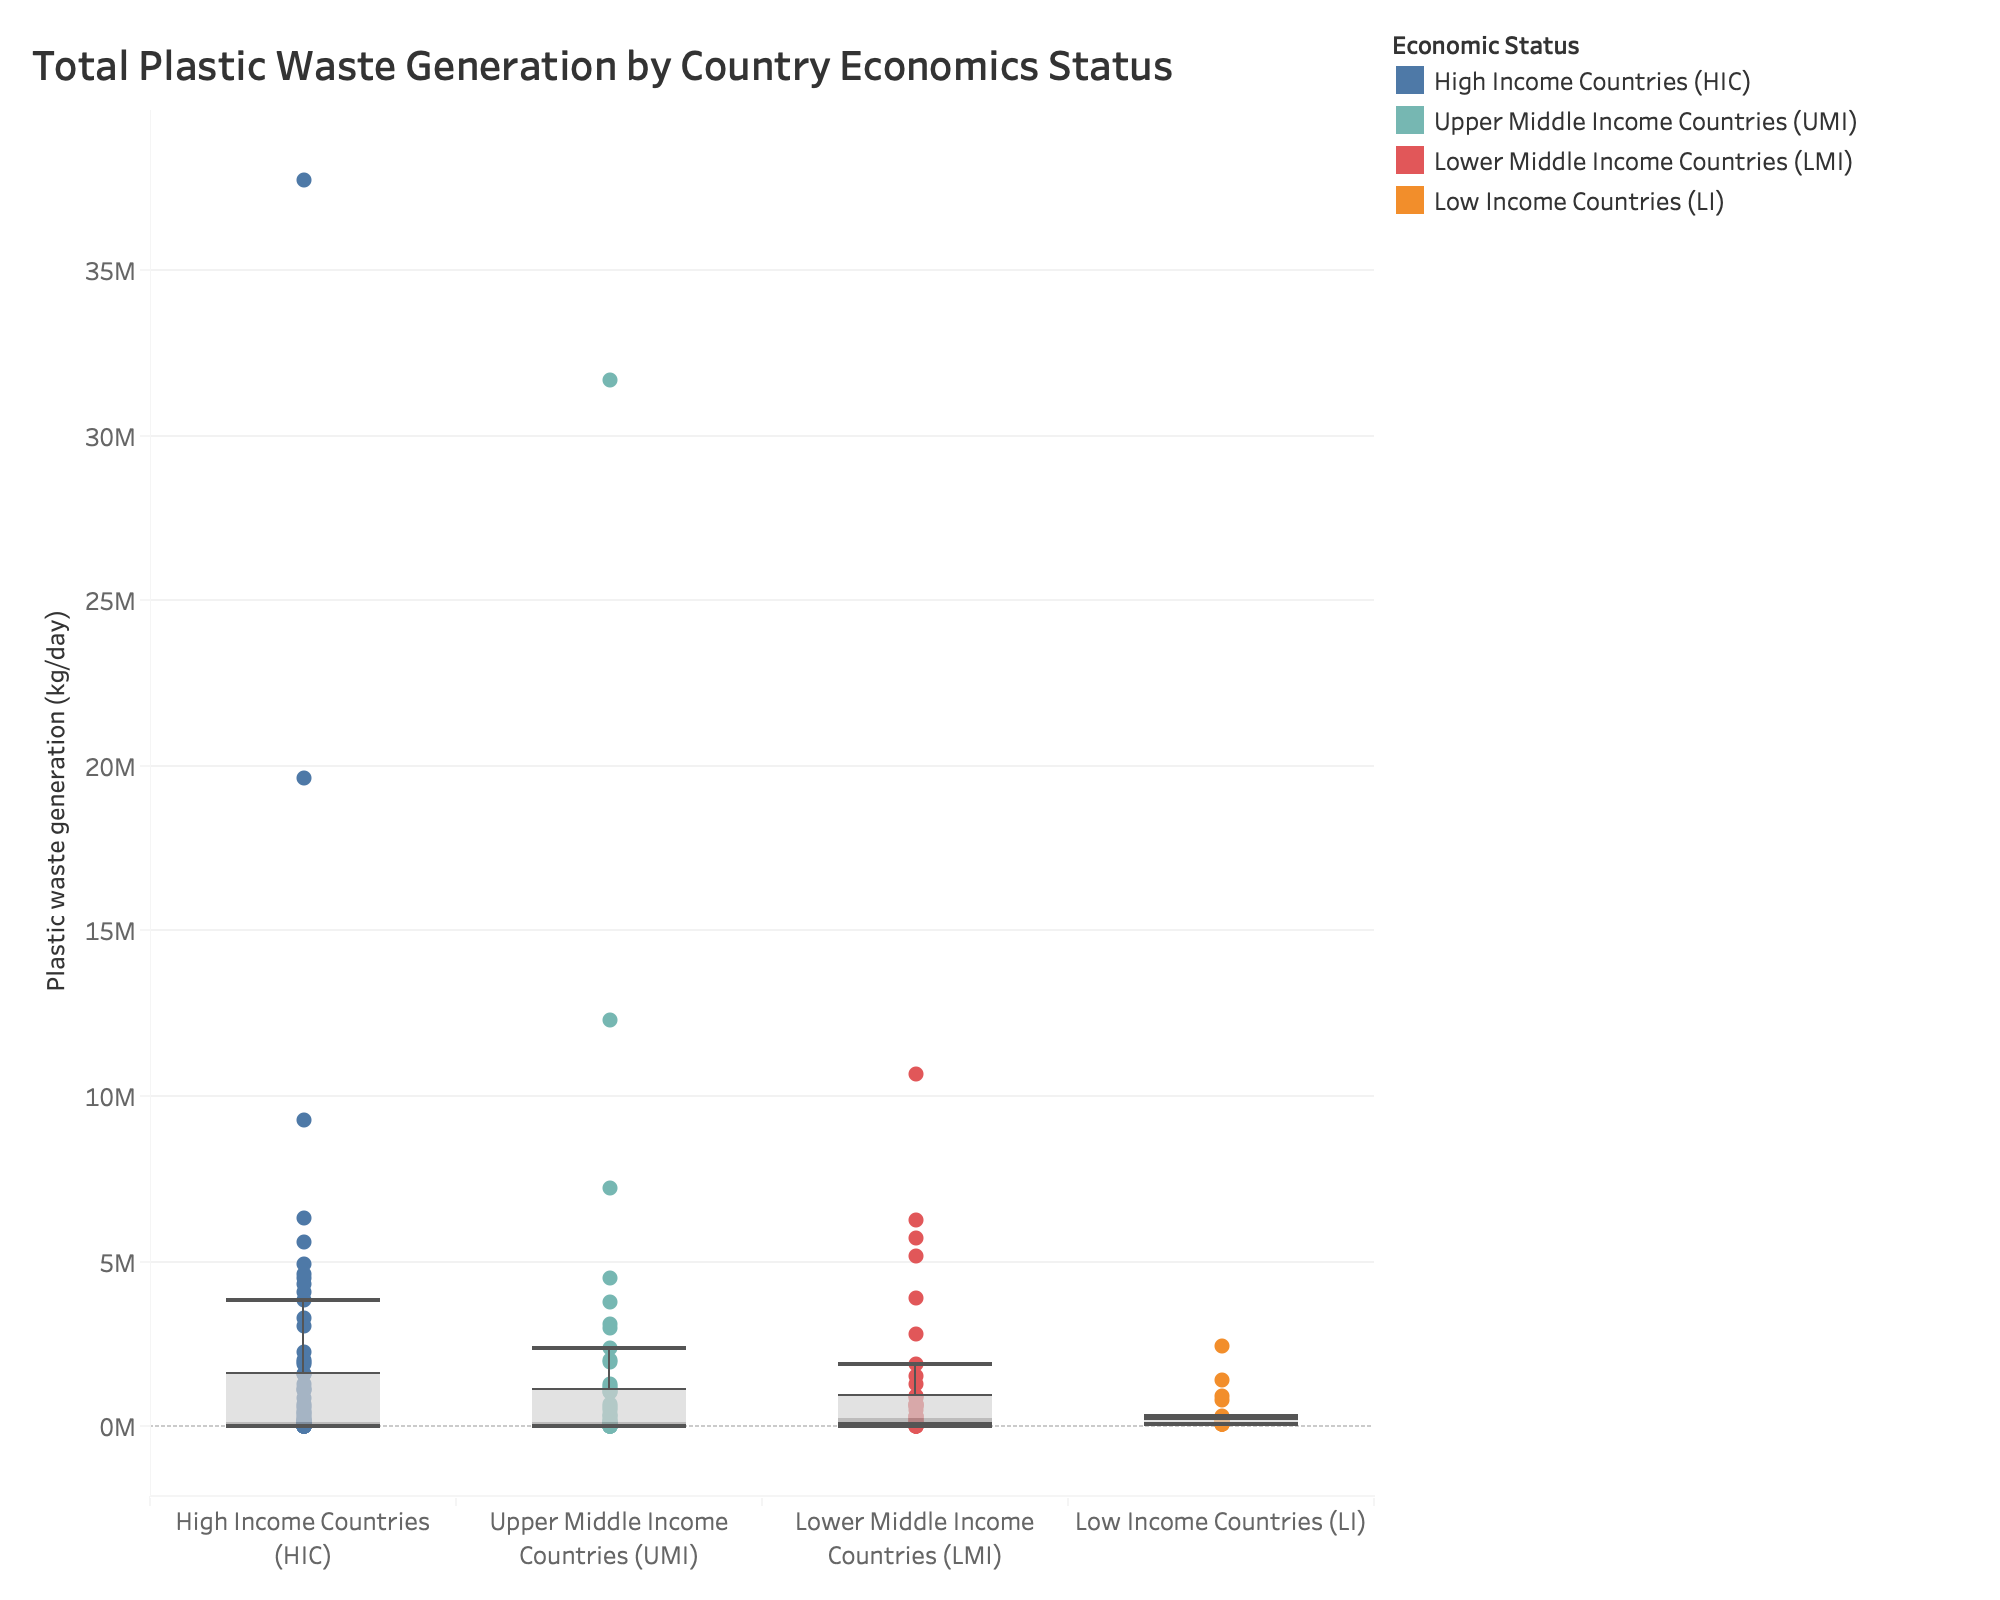 Total Plastic Waste Generation by Country Economics Status
Economic Status
High Income Countries (HIC)
Upper Middle Income Countries (UMI)
Lower Middle Income Countries (LMI)
Low Income Countries (LI)
Plastic waste generation (kg/day)
35M
30M
25M
20M
15M
10M
5M
0M
High Income Countries
(HIC)
Upper Middle Income
Countries (UMI)
Lower Middle Income
Countries (LMI)
Low Income Countries (LI)